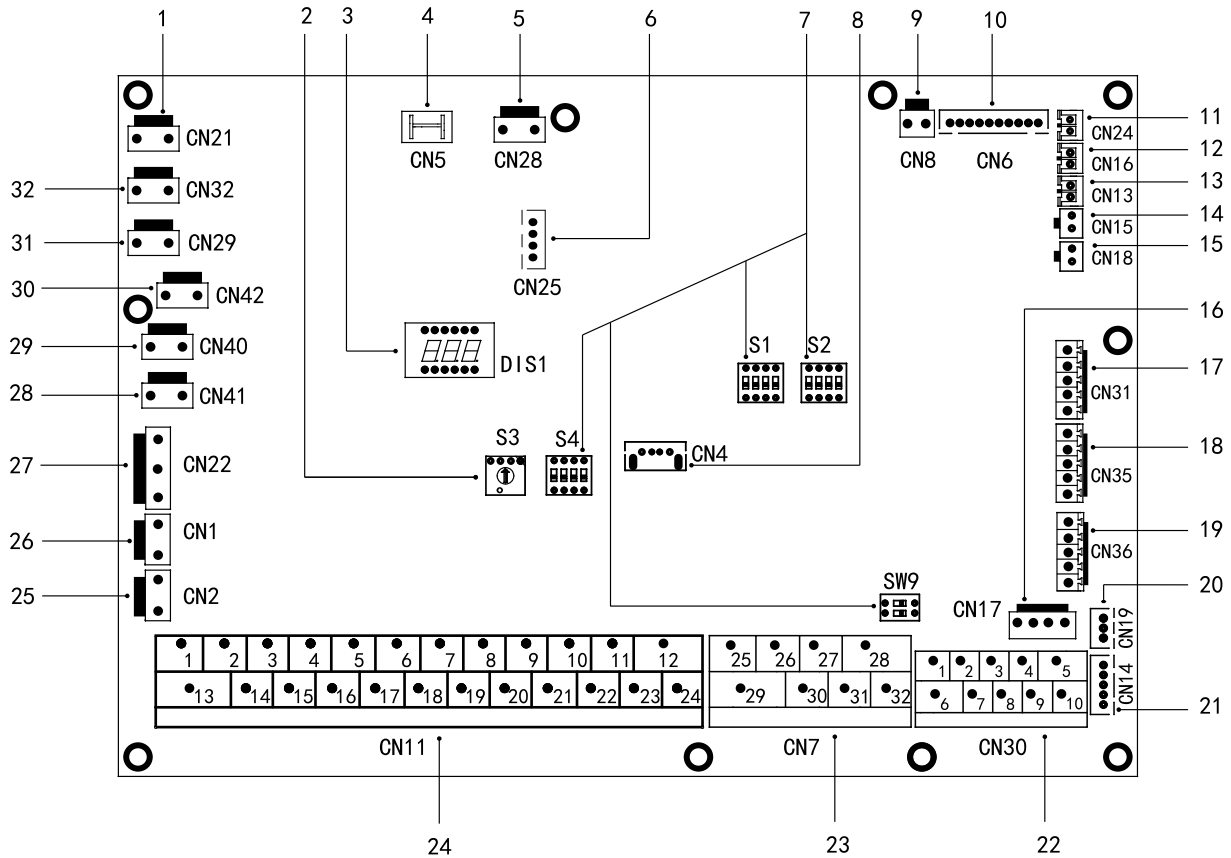 1 2 3 4 5 6 7 8 9 10
11
12
13
14
15
16
17
18
19
20
21
22
23
24
25
26
27
28
29
30
31
32
CN21
CN32
CN29
CN42
CN40
CN41
CN22
CN1
CN2
CN5
CN28
CN25
888
DIS1
S3
S4
S1
S2
CN4
SW9
CN8
CN6
CN24
CN16
CN13
CN15
CN18
CN31
CN35
CN36
CN17
CN19
CN14
1 2 3 4 5 6 7 8 9 10 11 12
13 14 15 16 17 18 19 20 21 22 23 24
CN11
25 26 27 28
29 30 31 32
CN7
1 2 3 4 5
6 7 8 9 10
CN30